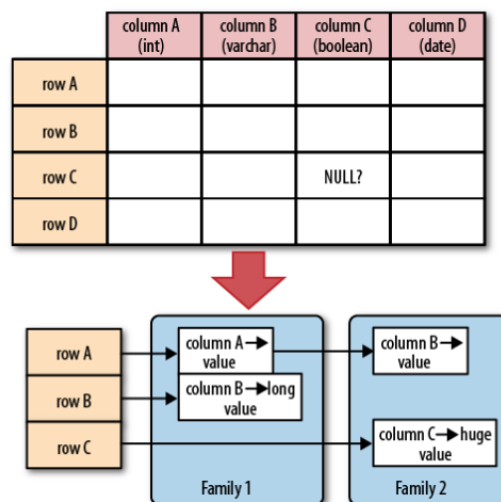 column A column B column C column D
(int) (varchar) (boolean) (date)
row A
row B
row C NULL?
row D
row A column A→ value column B→ value
row B column B→long value
row C column C→huge value
Family 1 Family 2